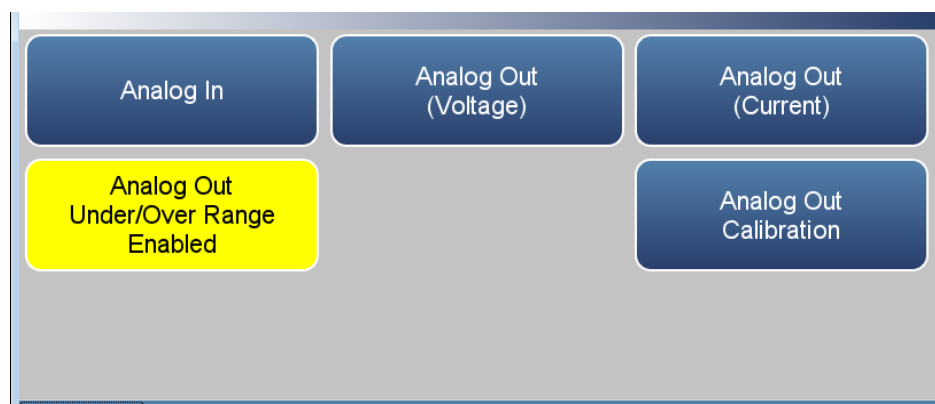 Analog In
Analog Out
(Voltage)
Analog Out
(Current)
Analog Out
Under/Over Range
Enabled
Analog Out
Calibration